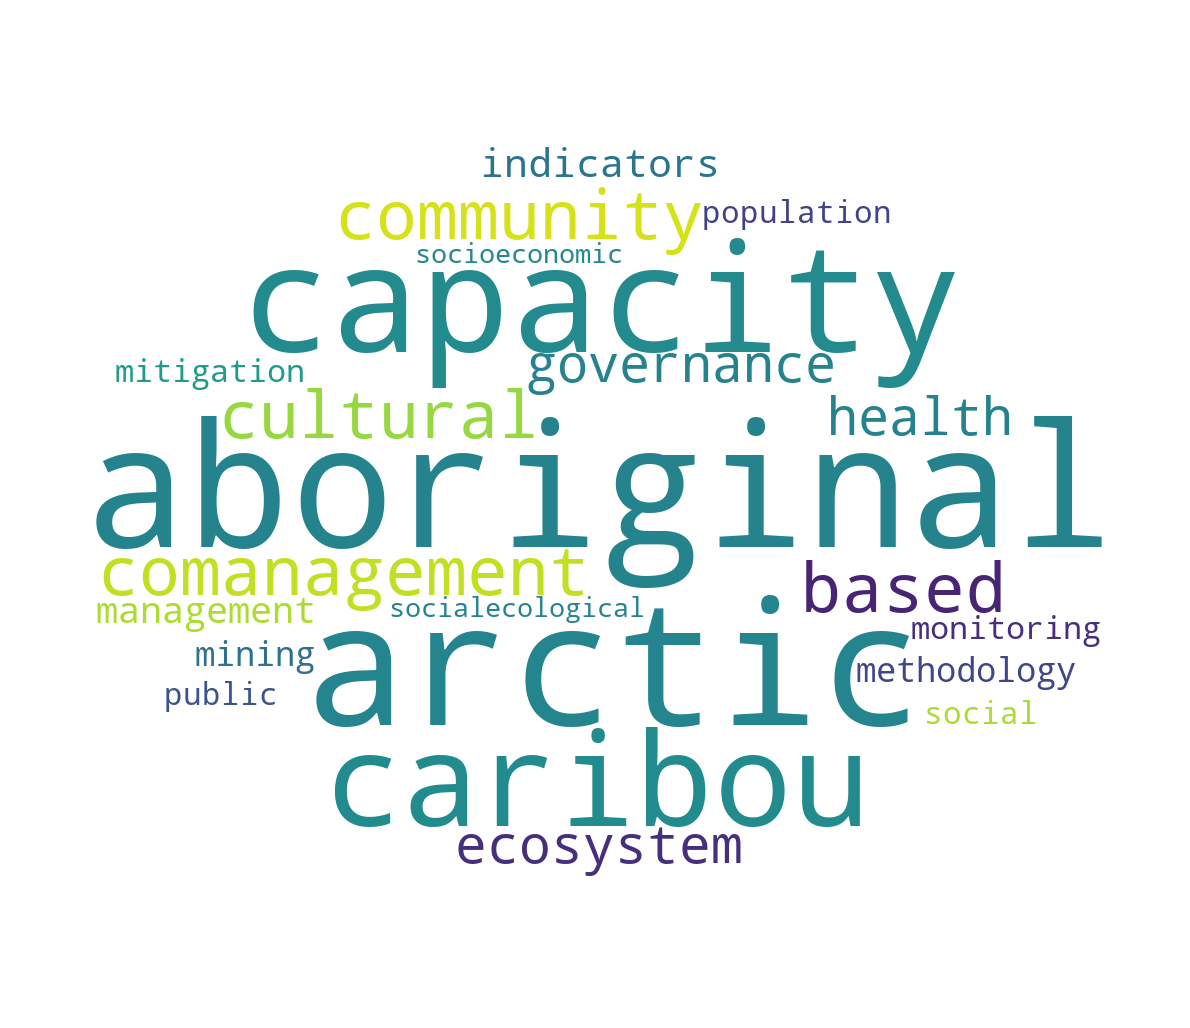 indicators
community
population
socioeconomic
capacity
governance
mitigation
cultural
health
aboriginal
comanagement
based
management
socialecological
arctic
monitoring
mining
methodology
public
social
caribou
ecosystem